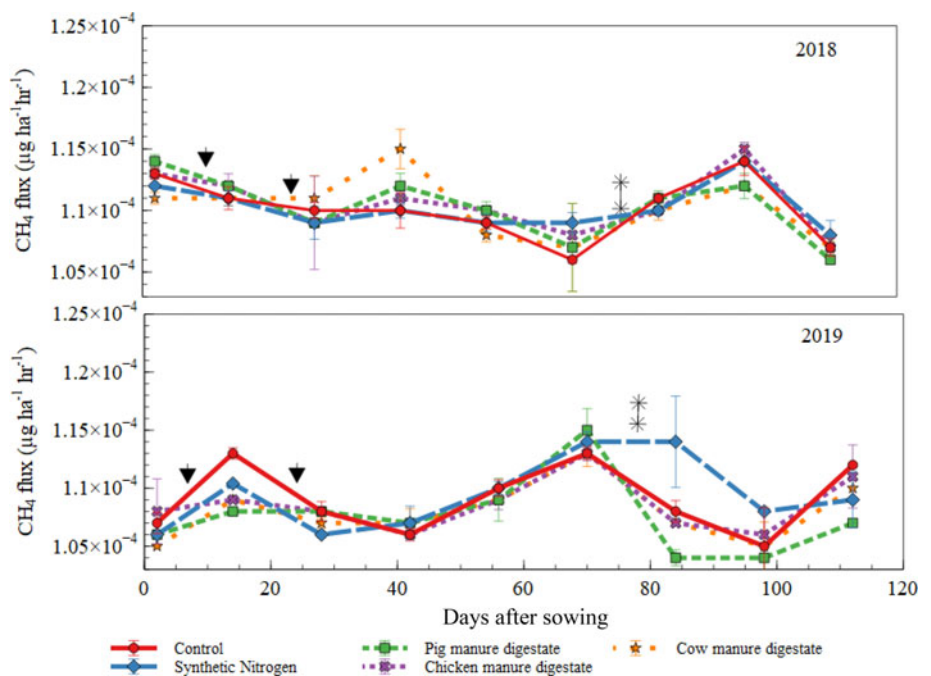 1.25×10⁻⁴
2018
1.2×10⁻⁴
1.15×10⁻⁴
1.1×10⁻⁴
1.05×10⁻⁴
CH₄ flux (µg ha⁻¹hr⁻¹)
1.25×10⁻⁴
2019
1.2×10⁻⁴
1.15×10⁻⁴
1.1×10⁻⁴
1.05×10⁻⁴
CH₄ flux (µg ha⁻¹ hr⁻¹)
0 20 40 60 80 100 120
Days after sowing
Control Pig manure digestate Cow manure digestate
Synthetic Nitrogen Chicken manure digestate